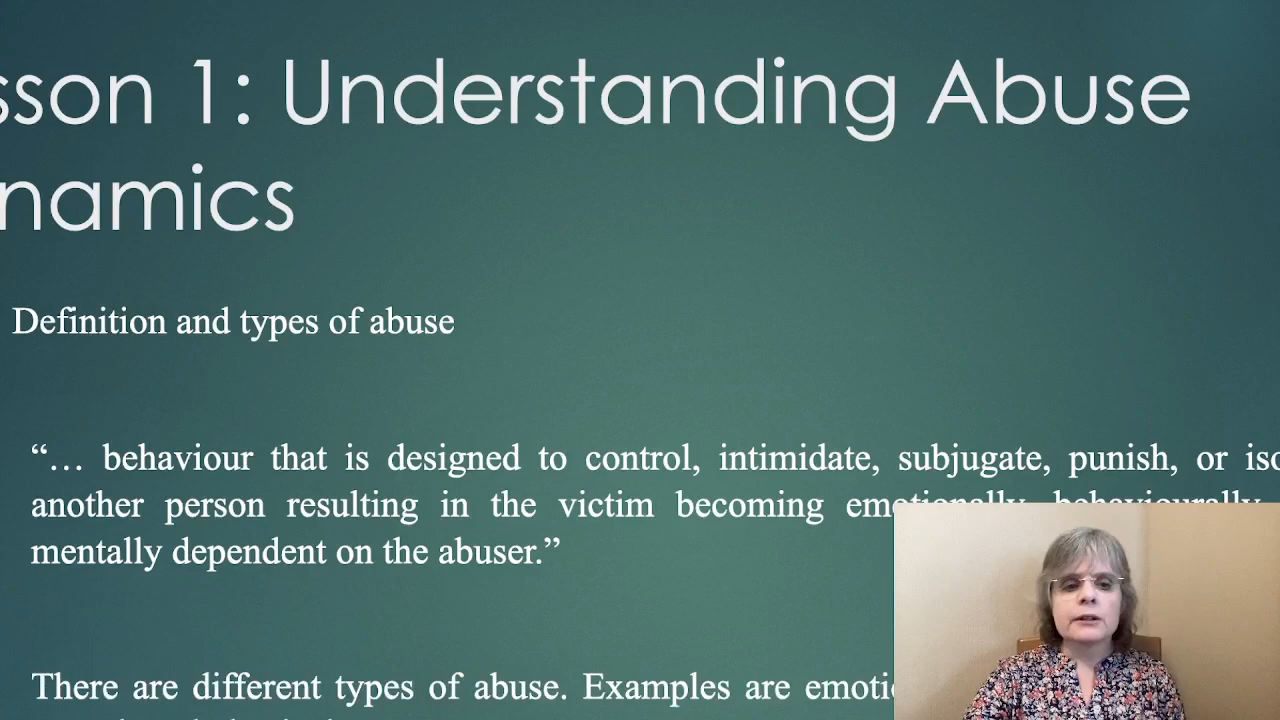 sson 1: Understanding Abuse
namics
Definition and types of abuse
“… behaviour that is designed to control, intimidate, subjugate, punish, or iso
another person resulting in the victim becoming emotionally, behaviourally,
mentally dependent on the abuser.”
There are different types of abuse. Examples are emoti